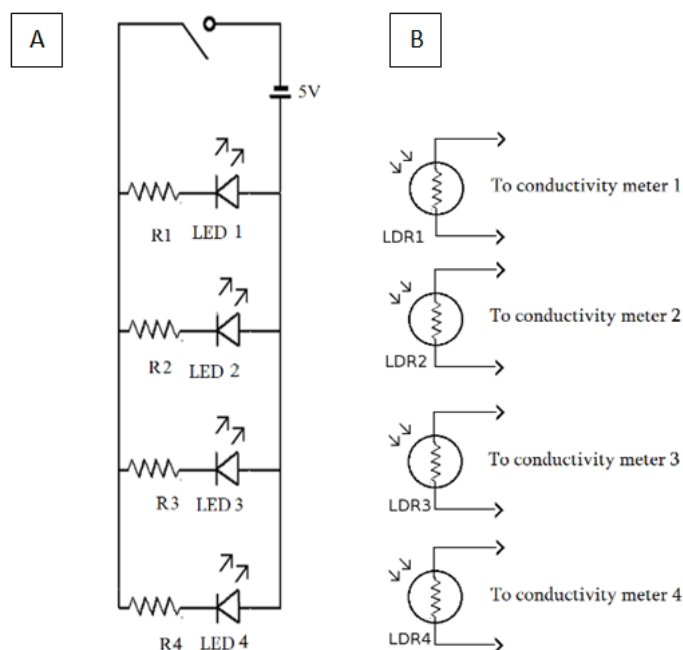 A
B
5V
R1 LED 1
R2 LED 2
R3 LED 3
R4 LED 4
To conductivity meter 1
LDR1
To conductivity meter 2
LDR2
To conductivity meter 3
LDR3
To conductivity meter 4
LDR4